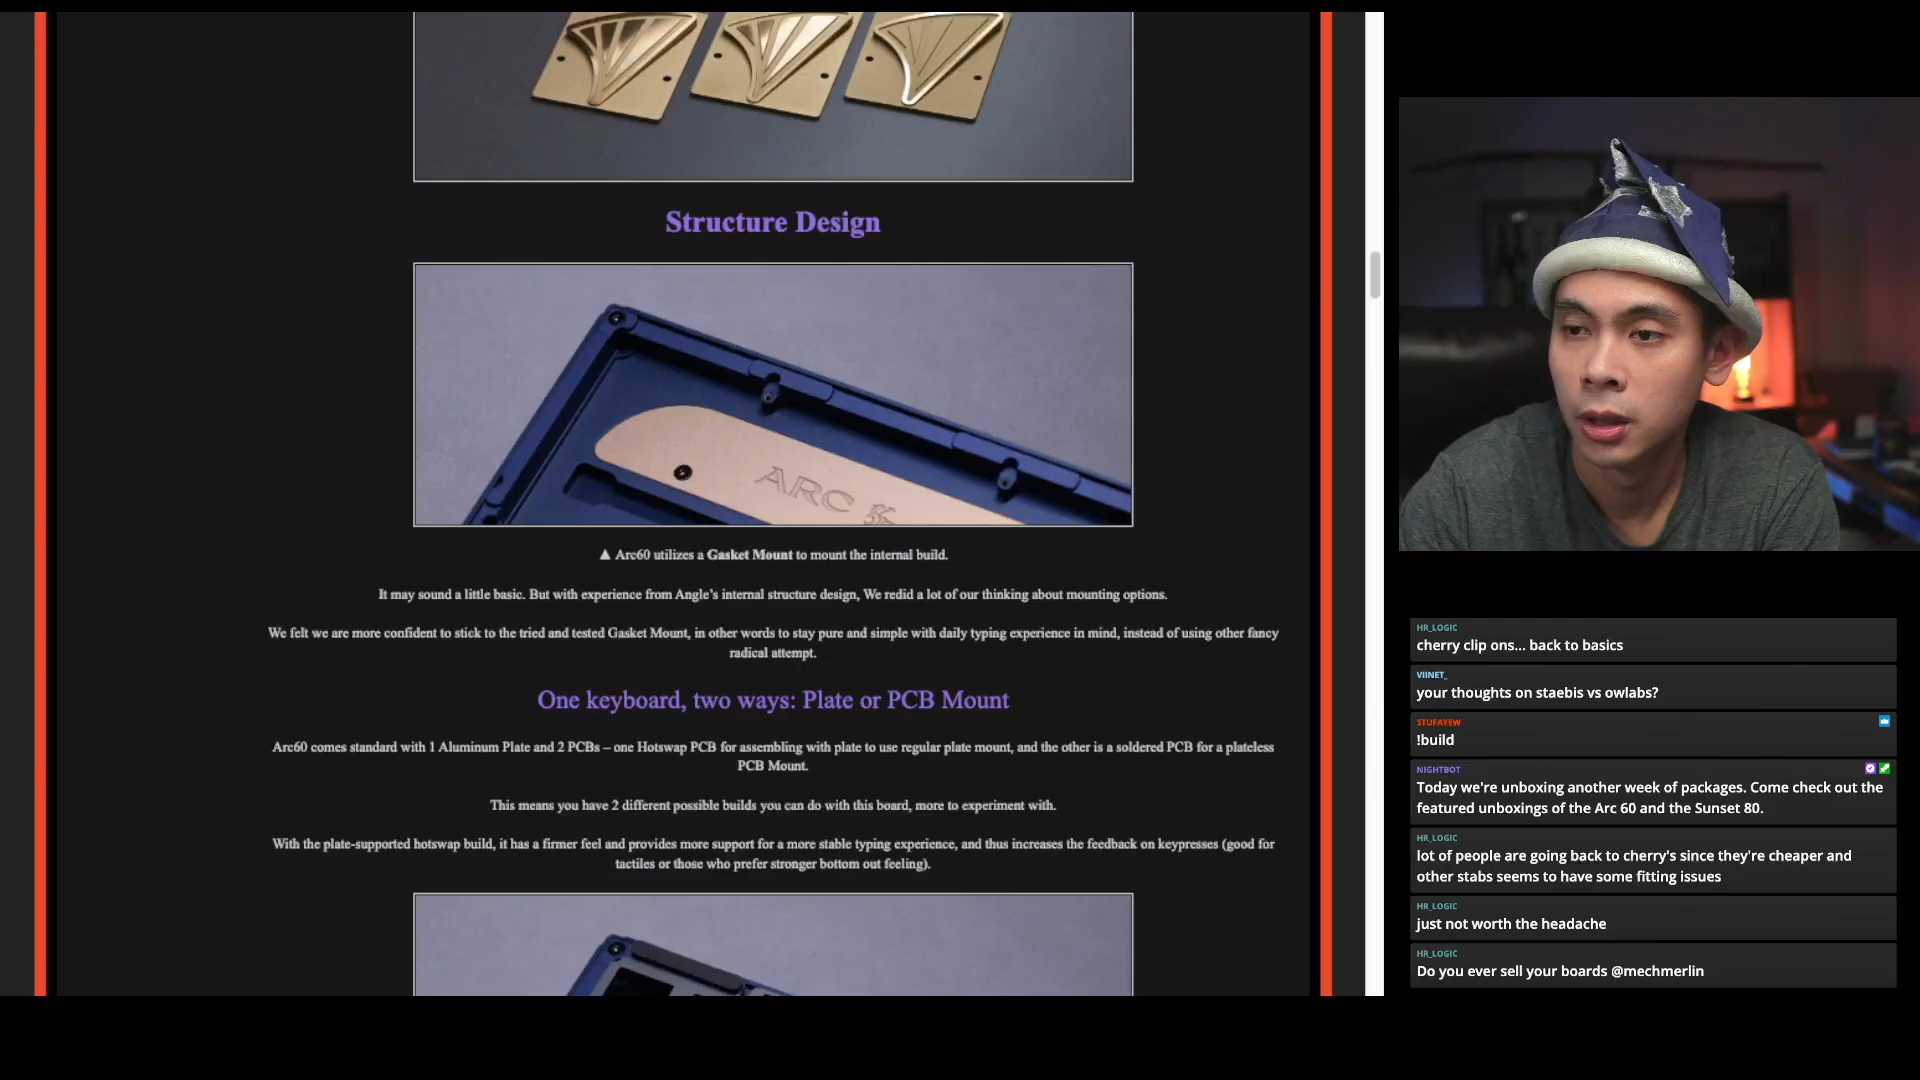 Structure Design
ARC
▲ Arc60 utilizes a Gasket Mount to mount the internal build.
It may sound a little basic. But with experience from Angle's internal structure design, We redid a lot of our thinking about mounting options.
We felt we are more confident to stick to the tried and tested Gasket Mount, in other words to stay pure and simple with daily typing experience in mind, instead of using other fancy
radical attempt.
One keyboard, two ways: Plate or PCB Mount
Arc60 comes standard with 1 Aluminum Plate and 2 PCBs – one Hotswap PCB for assembling with plate to use regular plate mount, and the other is a soldered PCB for a plateless
PCB Mount.
This means you have 2 different possible builds you can do with this board, more to experiment with.
With the plate-supported hotswap build, it has a firmer feel and provides more support for a more stable typing experience, and thus increases the feedback on keypresses (good for
tactiles or those who prefer stronger bottom out feeling).
HR_LOGIC
cherry clip ons... back to basics
VIINET_
your thoughts on staebis vs owlabs?
STUFAYEW
!build
NIGHTBOT
Today we're unboxing another week of packages. Come check out the
featured unboxings of the Arc 60 and the Sunset 80.
HR_LOGIC
lot of people are going back to cherry's since they're cheaper and
other stabs seems to have some fitting issues
HR_LOGIC
just not worth the headache
HR_LOGIC
Do you ever sell your boards @mechmerlin